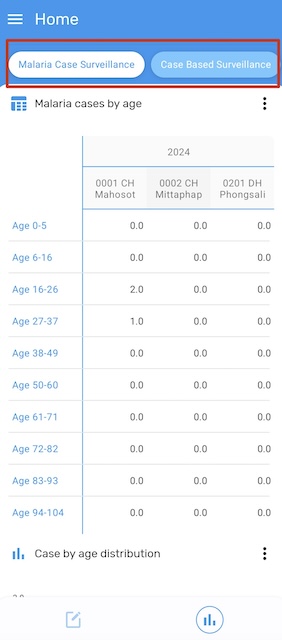 Home
Malaria Case Surveillance
Case Based Surveillance
Malaria cases by age
2024
0001 CH Mahosot
0002 CH Mittaphap
0201 DH Phongsali
Age 0-5 0.0 0.0 0.0
Age 6-16 0.0 0.0 0.0
Age 16-26 2.0 0.0 0.0
Age 27-37 1.0 0.0 0.0
Age 38-49 0.0 0.0 0.0
Age 50-60 0.0 0.0 0.0
Age 61-71 0.0 0.0 0.0
Age 72-82 0.0 0.0 0.0
Age 83-93 0.0 0.0 0.0
Age 94-104 0.0 0.0 0.0
Case by age distribution